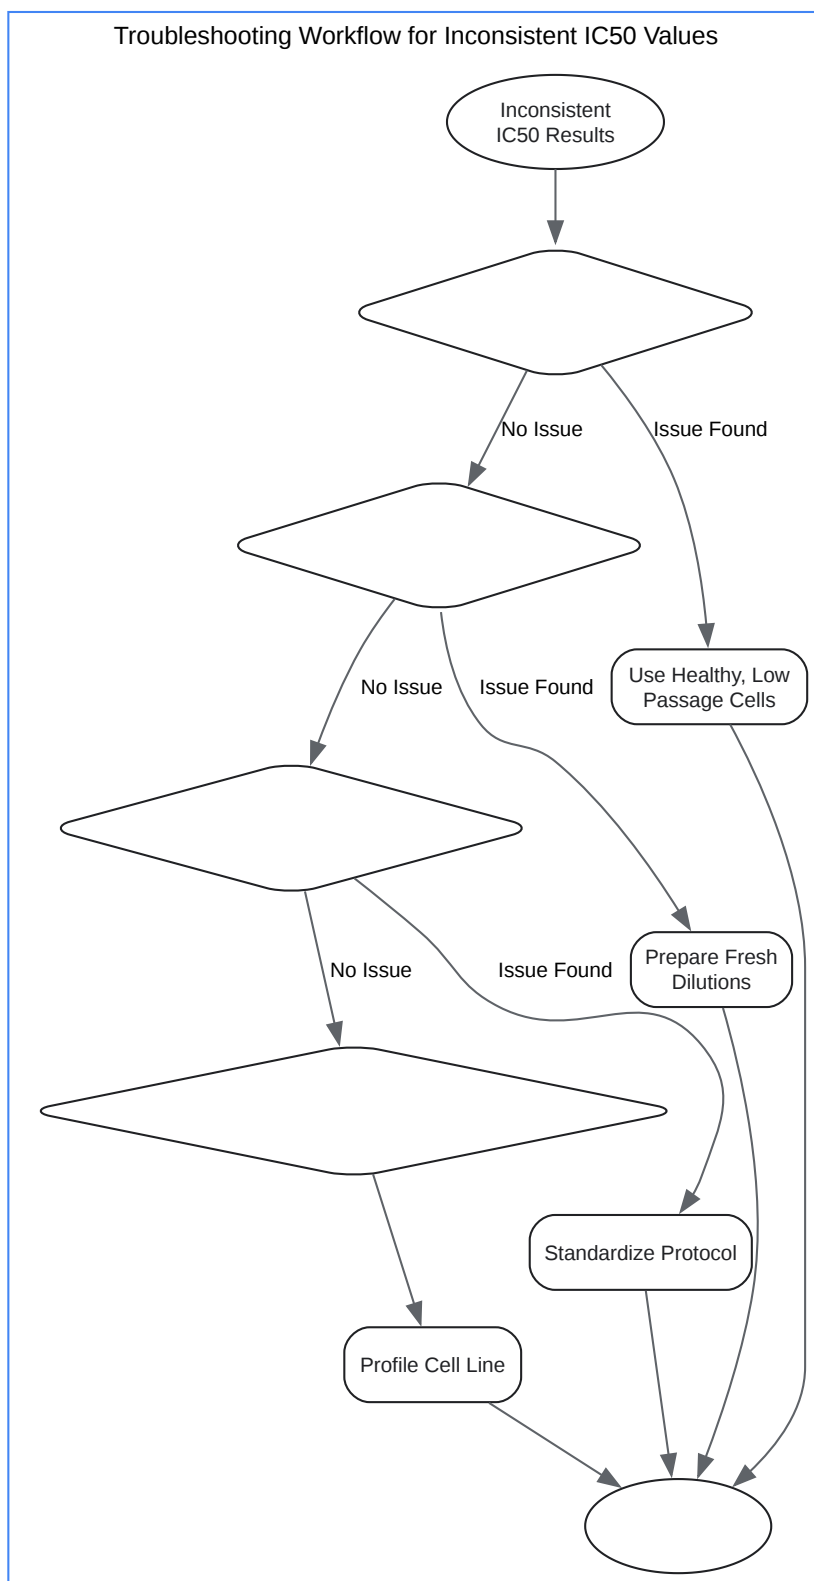 Troubleshooting Workflow for Inconsistent IC50 Values
Inconsistent
IC50 Results
No Issue
Issue Found
No Issue
Issue Found
Use Healthy, Low
Passage Cells
No Issue
Issue Found
Prepare Fresh
Dilutions
Standardize Protocol
Profile Cell Line